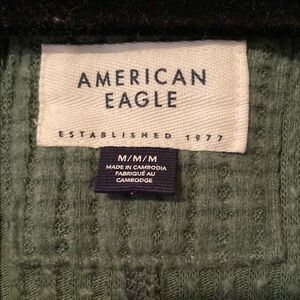 AMERICAN
EAGLE
ESTABLISHED 1977
M/M/M
MADE IN CAMBODIA
FABRIQUÉ AU
CAMBODGE